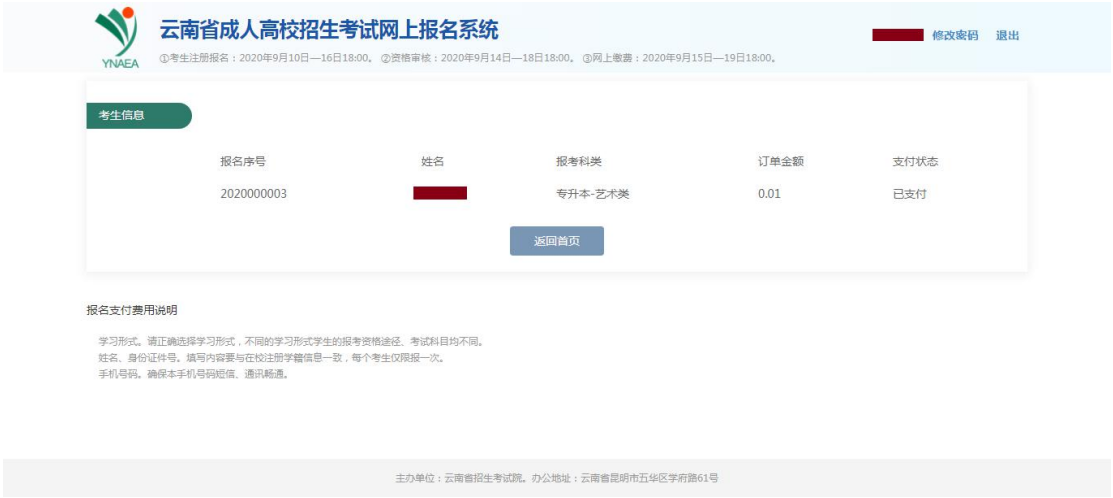 云南省成人高校招生考试网上报名系统
修改密码 退出
YNAEA
①考生注册报名：2020年9月10日—16日18:00。 ②资格审核：2020年9月14日—18日18:00。 ③网上缴费：2020年9月15日—19日18:00。
考生信息
报名序号 姓名 报考科类 订单金额 支付状态
2020000003 专升本-艺术类 0.01 已支付
返回首页
报名支付费用说明
学习形式。请正确选择学习形式，不同的学习形式学生的报考资格途径、考试科目均不同。
姓名、身份证件号。填写内容要与在校注册学籍信息一致，每个考生仅限报一次。
手机号码。确保本手机号码短信、通讯畅通。
主办单位：云南省招生考试院。办公地址：云南省昆明市五华区学府路61号